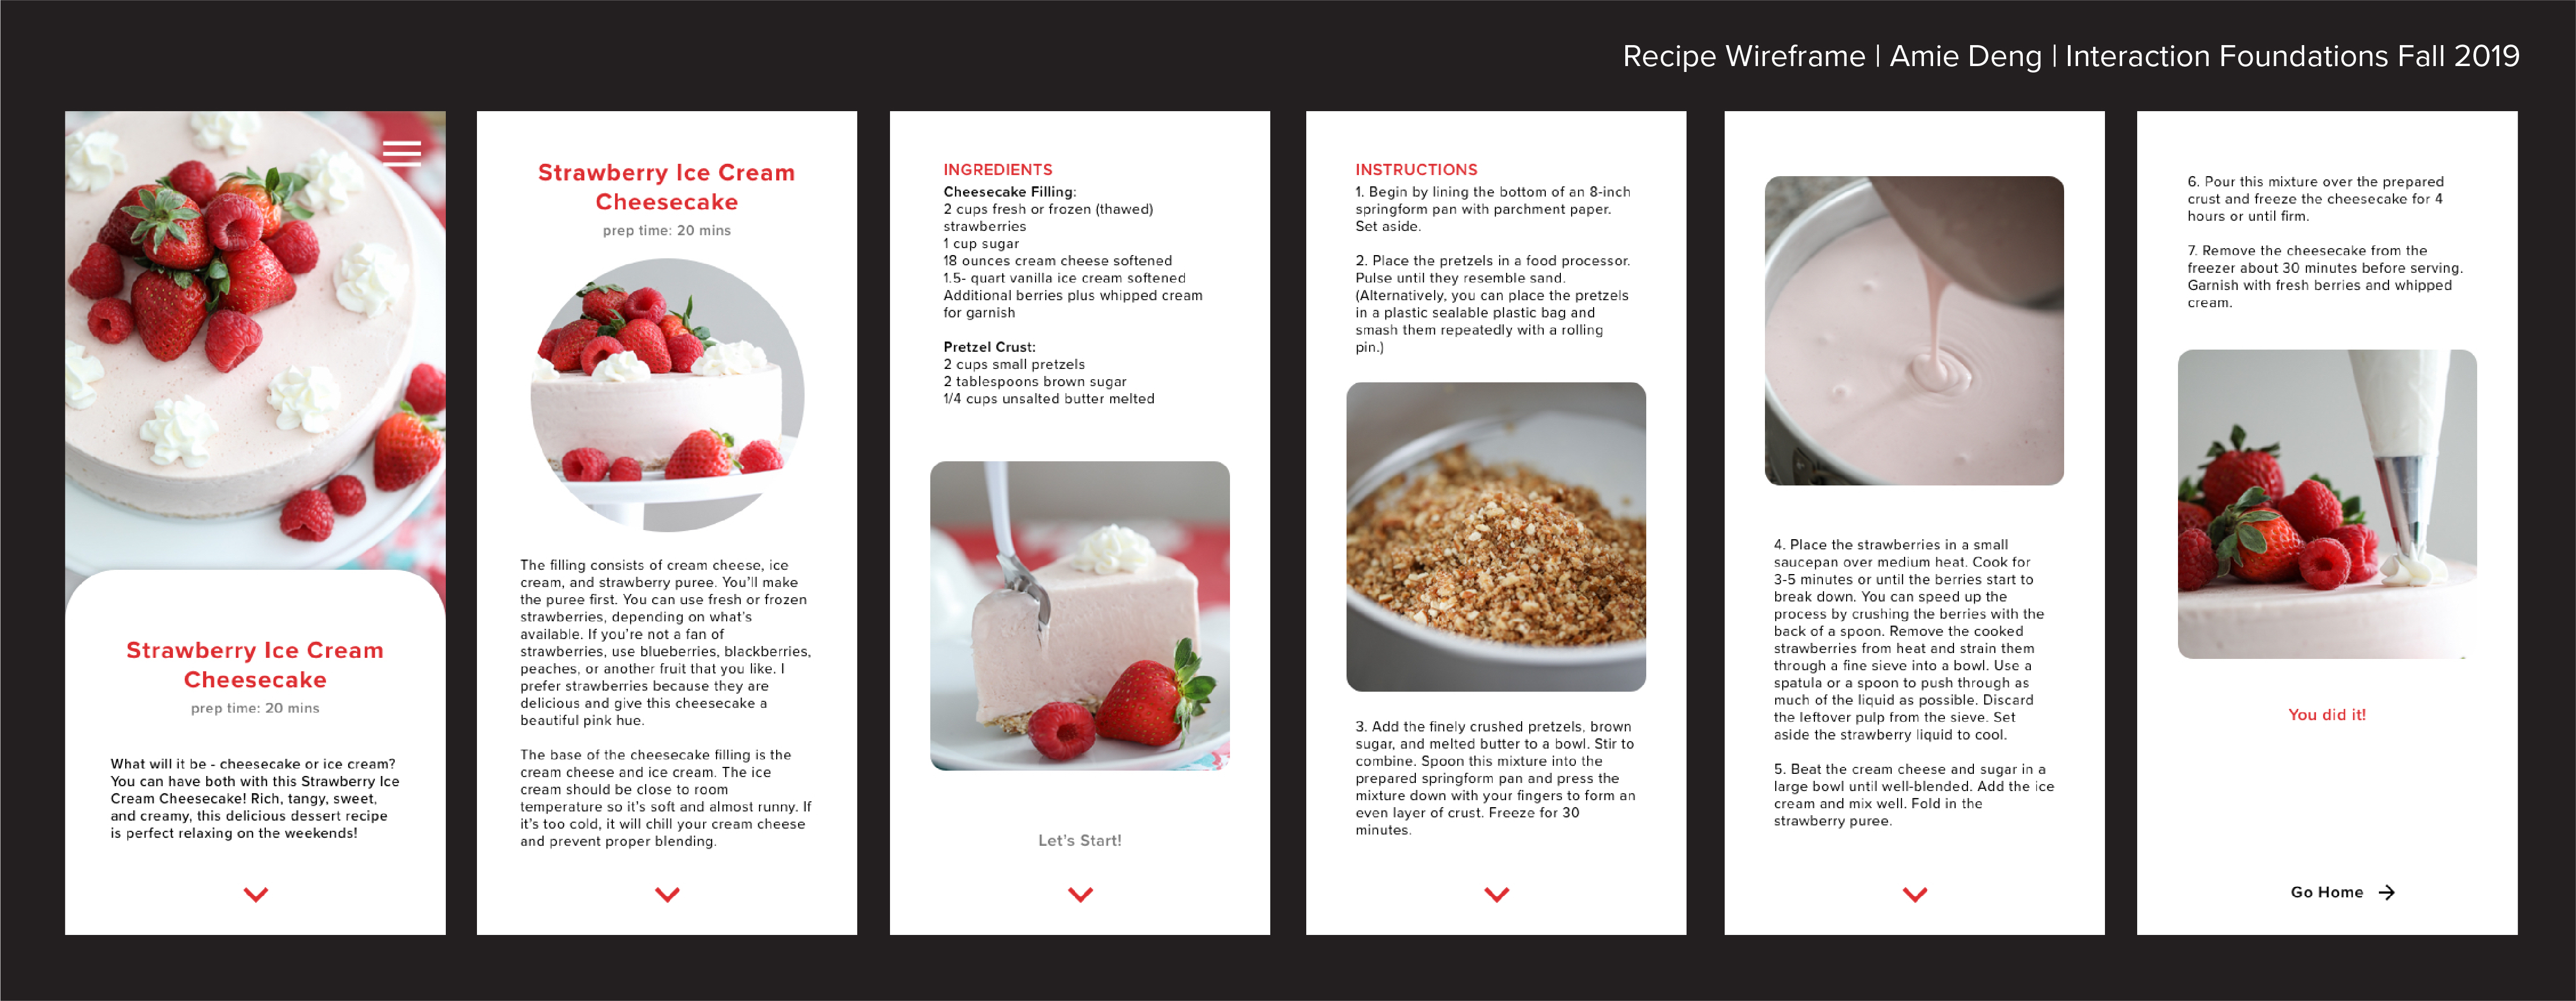 Recipe Wireframe | Amie Deng | Interaction Foundations Fall 2019
Strawberry Ice Cream
Cheesecake
prep time: 20 mins
What will it be - cheesecake or ice cream?
You can have both with this Strawberry Ice
Cream Cheesecake! Rich, tangy, sweet,
and creamy, this delicious dessert recipe
is perfect relaxing on the weekends!
Strawberry Ice Cream
Cheesecake
prep time: 20 mins
The filling consists of cream cheese, ice
cream, and strawberry puree. You'll make
the puree first. You can use fresh or frozen
strawberries, depending on what's
available. If you're not a fan of
strawberries, use blueberries, blackberries,
peaches, or another fruit that you like. I
prefer strawberries because they are
delicious and give this cheesecake a
beautiful pink hue.
The base of the cheesecake filling is the
cream cheese and ice cream. The ice
cream should be close to room
temperature so it's soft and almost runny. If
it's too cold, it will chill your cream cheese
and prevent proper blending.
INGREDIENTS
Cheesecake Filling:
2 cups fresh or frozen (thawed)
strawberries
1 cup sugar
18 ounces cream cheese softened
1.5- quart vanilla ice cream softened
Additional berries plus whipped cream
for garnish
Pretzel Crust:
2 cups small pretzels
2 tablespoons brown sugar
1/4 cups unsalted butter melted
Let's Start!
INSTRUCTIONS
1. Begin by lining the bottom of an 8-inch
springform pan with parchment paper.
Set aside.
2. Place the pretzels in a food processor.
Pulse until they resemble sand.
(Alternatively, you can place the pretzels
in a plastic sealable plastic bag and
smash them repeatedly with a rolling
pin.)
3. Add the finely crushed pretzels, brown
sugar, and melted butter to a bowl. Stir to
combine. Spoon this mixture into the
prepared springform pan and press the
mixture down with your fingers to form an
even layer of crust. Freeze for 30
minutes.
4. Place the strawberries in a small
saucepan over medium heat. Cook for
3-5 minutes or until the berries start to
break down. You can speed up the
process by crushing the berries with the
back of a spoon. Remove the cooked
strawberries from heat and strain them
through a fine sieve into a bowl. Use a
spatula or a spoon to push through as
much of the liquid as possible. Discard
the leftover pulp from the sieve. Set
aside the strawberry liquid to cool.
5. Beat the cream cheese and sugar in a
large bowl until well-blended. Add the ice
cream and mix well. Fold in the
strawberry puree.
6. Pour this mixture over the prepared
crust and freeze the cheesecake for 4
hours or until firm.
7. Remove the cheesecake from the
freezer about 30 minutes before serving.
Garnish with fresh berries and whipped
cream.
You did it!
Go Home